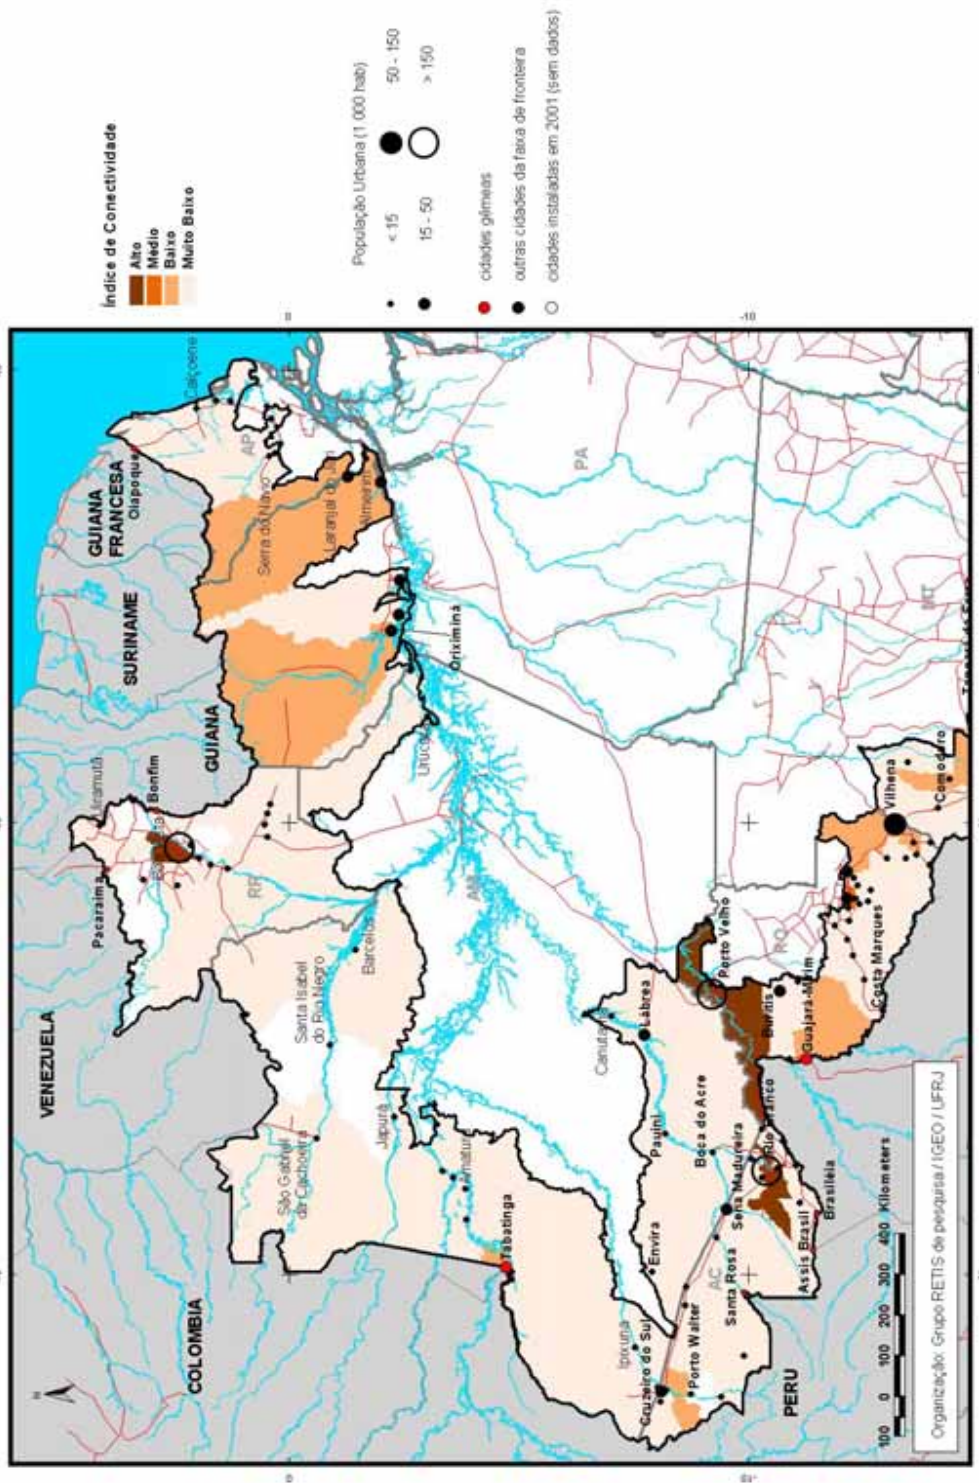 Índice de Conectividade
Alto
Médio
Baixo
Muito Baixo
População Urbana (1 000 hab)
< 15
50 - 150
15 - 50
> 150
cidades gêmeas
outras cidades da faixa de fronteira
cidades instaladas em 2001 (sem dados)
VENEZUELA
COLOMBIA
GUIANA
SURINAME
GUIANA
FRANCESA
PERU
Pacaraima
Bonfim
Oiapoque
Calçoene
AP
Serra do Navio
Laranjal do Jari
Oriximiná
RR
Barcelos
Santa Isabel
do Rio Negro
São Gabriel
da Cachoeira
Japurá
AM
PA
MT
Amaturá
Tabatinga
Ipixuna
Cruzeiro do Sul
Porto Walter
Envira
AC
Santa Rosa
Sena Madureira
Boca do Acre
Pauini
Canutama
Lábrea
Porto Velho
Buritis
RO
Guajará-Mirim
Costa Marques
Vilhena
Comodoro
Rio Branco
Assis Brasil
Brasiléia
0
-10
0
-10
100 0 100 200 300 400 Kilometers
Organização: Grupo RETIS de pesquisa / IGEO / UFRJ